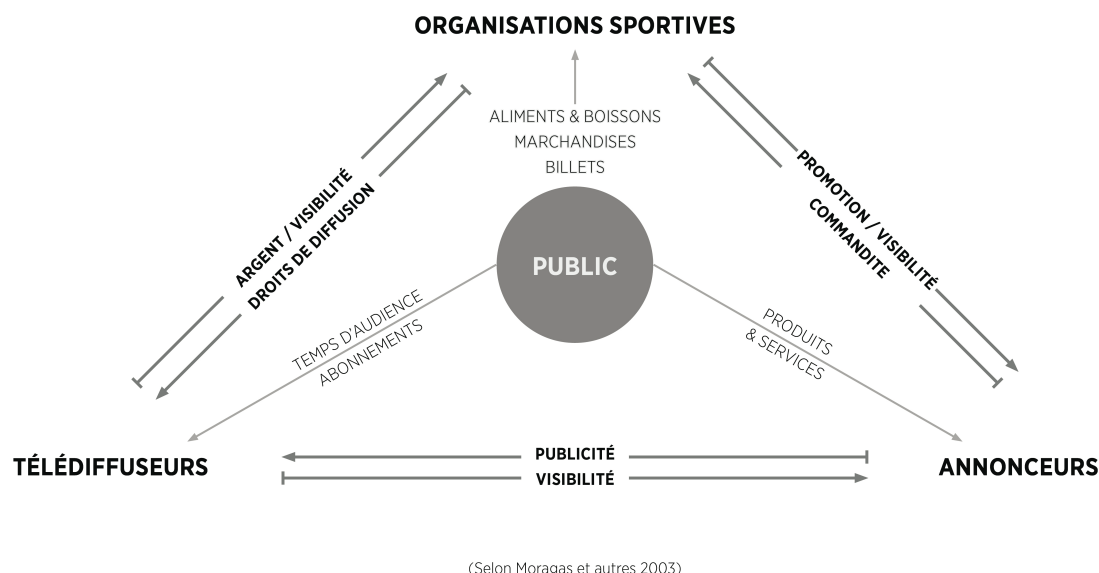 ORGANISATIONS SPORTIVES
ALIMENTS & BOISSONS
MARCHANDISES
BILLETS
ARGENT / VISIBILITÉ
DROITS DE DIFFUSION
PROMOTION / VISIBILITÉ
COMMANDITE
PUBLIC
TEMPS D'AUDIENCE
ABONNEMENTS
PRODUITS
& SERVICES
TÉLÉDIFFUSEURS
PUBLICITÉ
VISIBILITÉ
ANNONCEURS
(Selon Moragas et autres 2003)